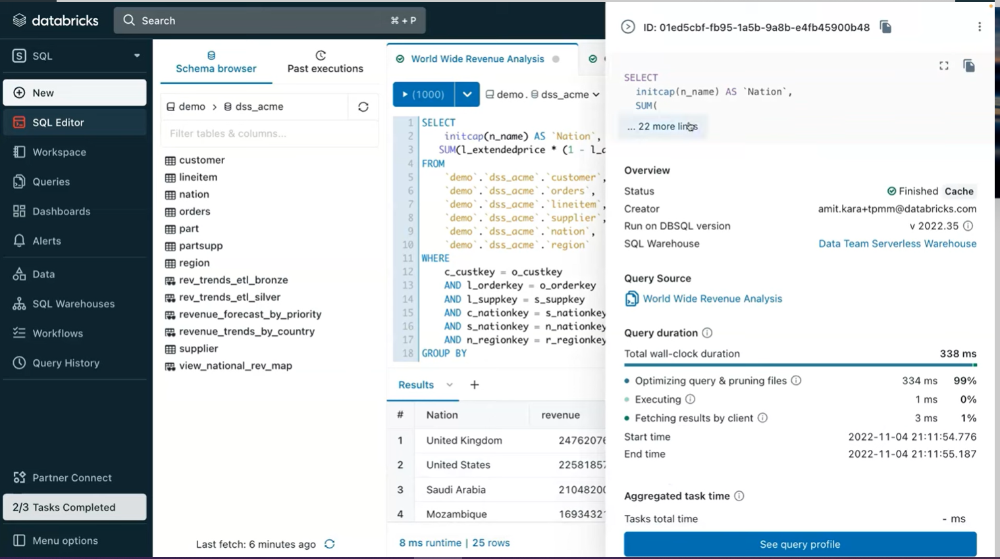 databricks
Search
⌘ + P
SQL
New
SQL Editor
Workspace
Queries
Dashboards
Alerts
Data
SQL Warehouses
Workflows
Query History
Partner Connect
2/3 Tasks Completed
Menu options
Schema browser
Past executions
demo > dss_acme
Filter tables & columns...
customer
lineitem
nation
orders
part
partsupp
region
rev_trends_etl_bronze
rev_trends_etl_silver
revenue_forecast_by_priority
revenue_trends_by_country
supplier
view_national_rev_map
Last fetch: 6 minutes ago
World Wide Revenue Analysis
(1000)
demo . dss_acme
1 SELECT
2 initcap(n_name) AS `Nation`,
3 SUM(l_extendedprice * (1 - l_
4 FROM
5 `demo`.`dss_acme`.`customer`,
6 `demo`.`dss_acme`.`orders`,
7 `demo`.`dss_acme`.`lineitem`,
8 `demo`.`dss_acme`.`supplier`,
9 `demo`.`dss_acme`.`nation`,
10 `demo`.`dss_acme`.`region`
11 WHERE
12 c_custkey = o_custkey
13 AND l_orderkey = o_orderkey
14 AND l_suppkey = s_suppkey
15 AND c_nationkey = s_nationkey
16 AND s_nationkey = n_nationkey
17 AND n_regionkey = r_regionkey
18 GROUP BY
Results
+
# Nation revenue
1 United Kingdom 2476207
2 United States 2258185
3 Saudi Arabia 2104820
4 Mozambique 1693432
8 ms runtime | 25 rows
ID: 01ed5cbf-fb95-1a5b-9a8b-e4fb45900b48
SELECT
initcap(n_name) AS `Nation`,
SUM(
... 22 more lines
Overview
Status Finished Cache
Creator amit.kara+tpmm@databricks.com
Run on DBSQL version v 2022.35
SQL Warehouse Data Team Serverless Warehouse
Query Source
World Wide Revenue Analysis
Query duration
Total wall-clock duration 338 ms
Optimizing query & pruning files 334 ms 99%
Executing 1 ms 0%
Fetching results by client 3 ms 1%
Start time 2022-11-04 21:11:54.776
End time 2022-11-04 21:11:55.187
Aggregated task time
Tasks total time - ms
See query profile